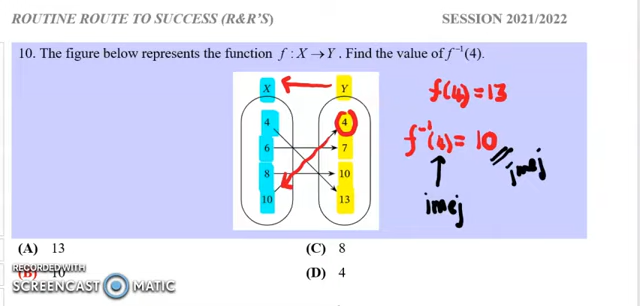 ROUTINE ROUTE TO SUCCESS (R&R'S) SESSION 2021/2022
10. The figure below represents the function f : X → Y. Find the value of f⁻¹(4).
X Y
4 4
6 7
8 10
10 13
f(4) = 13
f⁻¹(4) = 10
imej
imej
(A) 13 (C) 8
(B) 10 (D) 4
RECORDED WITH
SCREENCAST MATIC